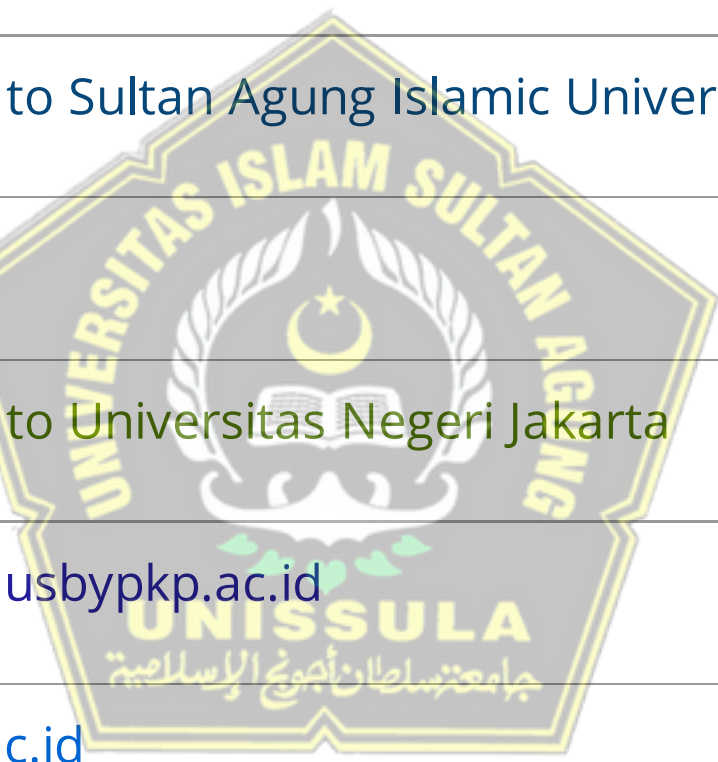 to Sultan Agung Islamic Univer
UNIVERSITAS ISLAM SULTAN AGUNG
to Universitas Negeri Jakarta
usbypkp.ac.id
UNISSULA
جامعة سلطان أجونج الإسلامية
c.id